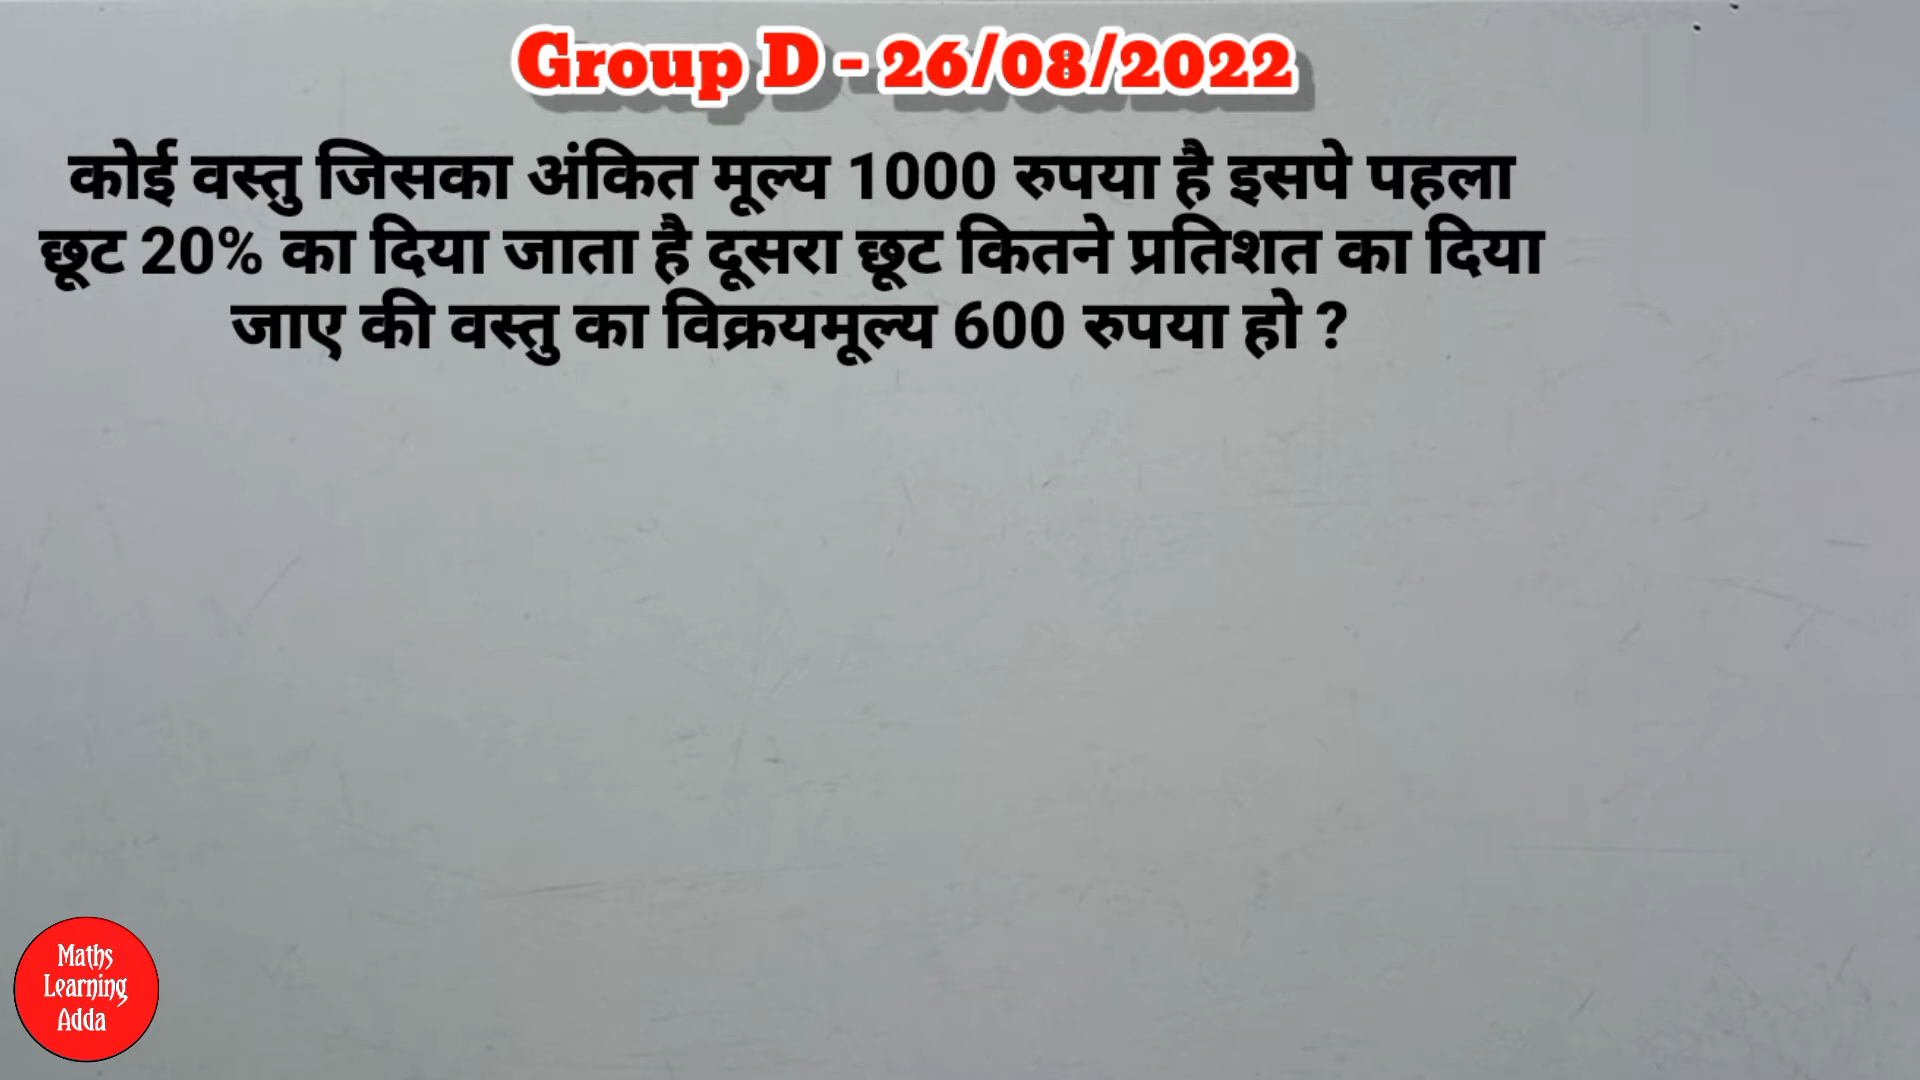 Group D - 26/08/2022
कोई वस्तु जिसका अंकित मूल्य 1000 रुपया है इसपे पहला
छूट 20% का दिया जाता है दूसरा छूट कितने प्रतिशत का दिया
जाए की वस्तु का विक्रयमूल्य 600 रुपया हो ?
Maths
Learning
Adda